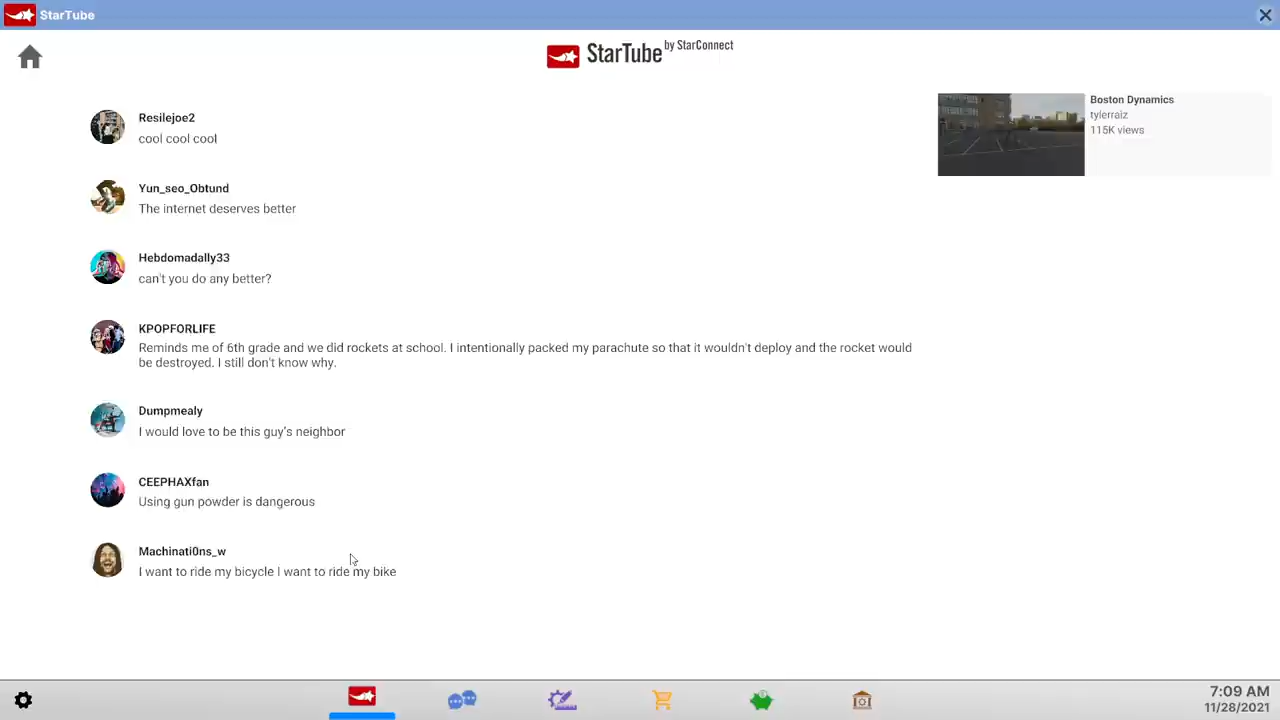 StarTube
StarTube by StarConnect
Resilejoe2
cool cool cool
Yun_seo_Obtund
The internet deserves better
Hebdomadally33
can't you do any better?
KPOPFORLIFE
Reminds me of 6th grade and we did rockets at school. I intentionally packed my parachute so that it wouldn't deploy and the rocket would
be destroyed. I still don't know why.
Dumpmealy
I would love to be this guy's neighbor
CEEPHAXfan
Using gun powder is dangerous
Machinati0ns_w
I want to ride my bicycle I want to ride my bike
Boston Dynamics
tylerraiz
115K views
7:09 AM
11/28/2021